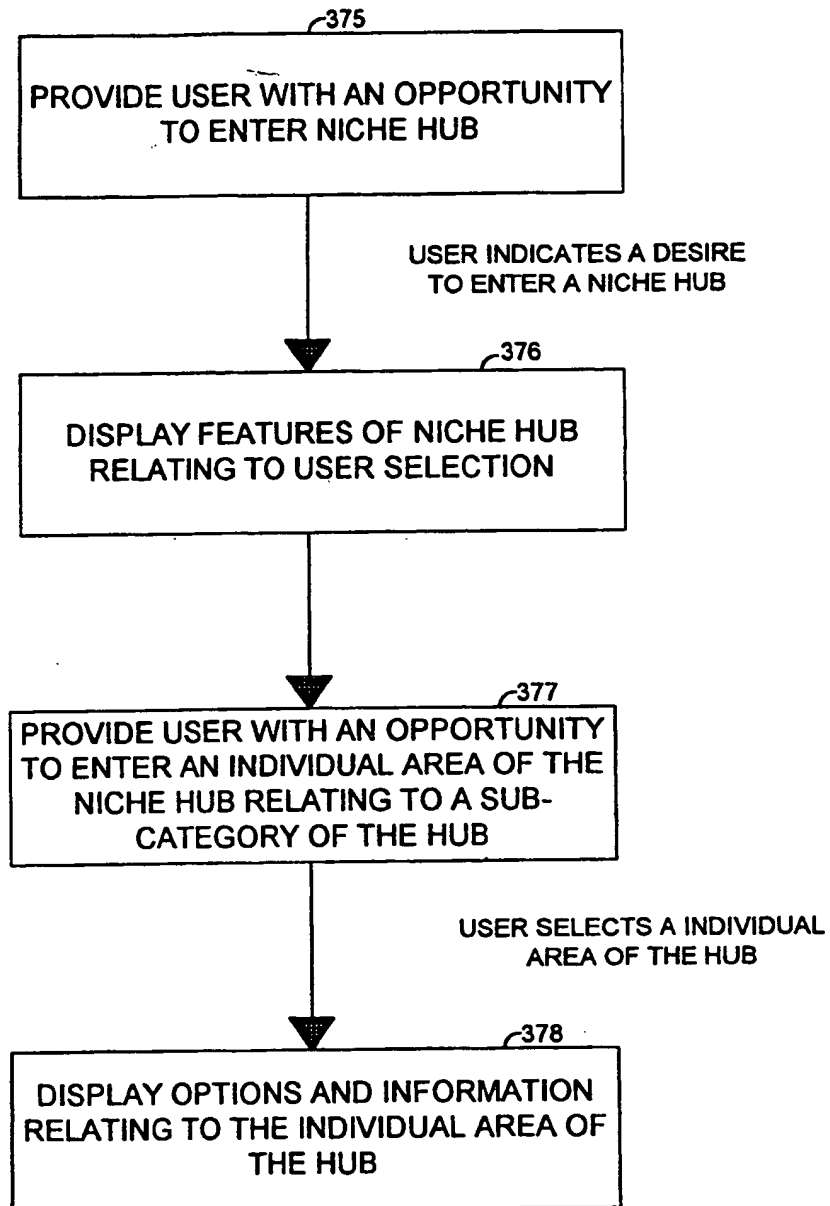 375
PROVIDE USER WITH AN OPPORTUNITY
TO ENTER NICHE HUB
USER INDICATES A DESIRE
TO ENTER A NICHE HUB
376
DISPLAY FEATURES OF NICHE HUB
RELATING TO USER SELECTION
377
PROVIDE USER WITH AN OPPORTUNITY
TO ENTER AN INDIVIDUAL AREA OF THE
NICHE HUB RELATING TO A SUB-
CATEGORY OF THE HUB
USER SELECTS A INDIVIDUAL
AREA OF THE HUB
378
DISPLAY OPTIONS AND INFORMATION
RELATING TO THE INDIVIDUAL AREA OF
THE HUB